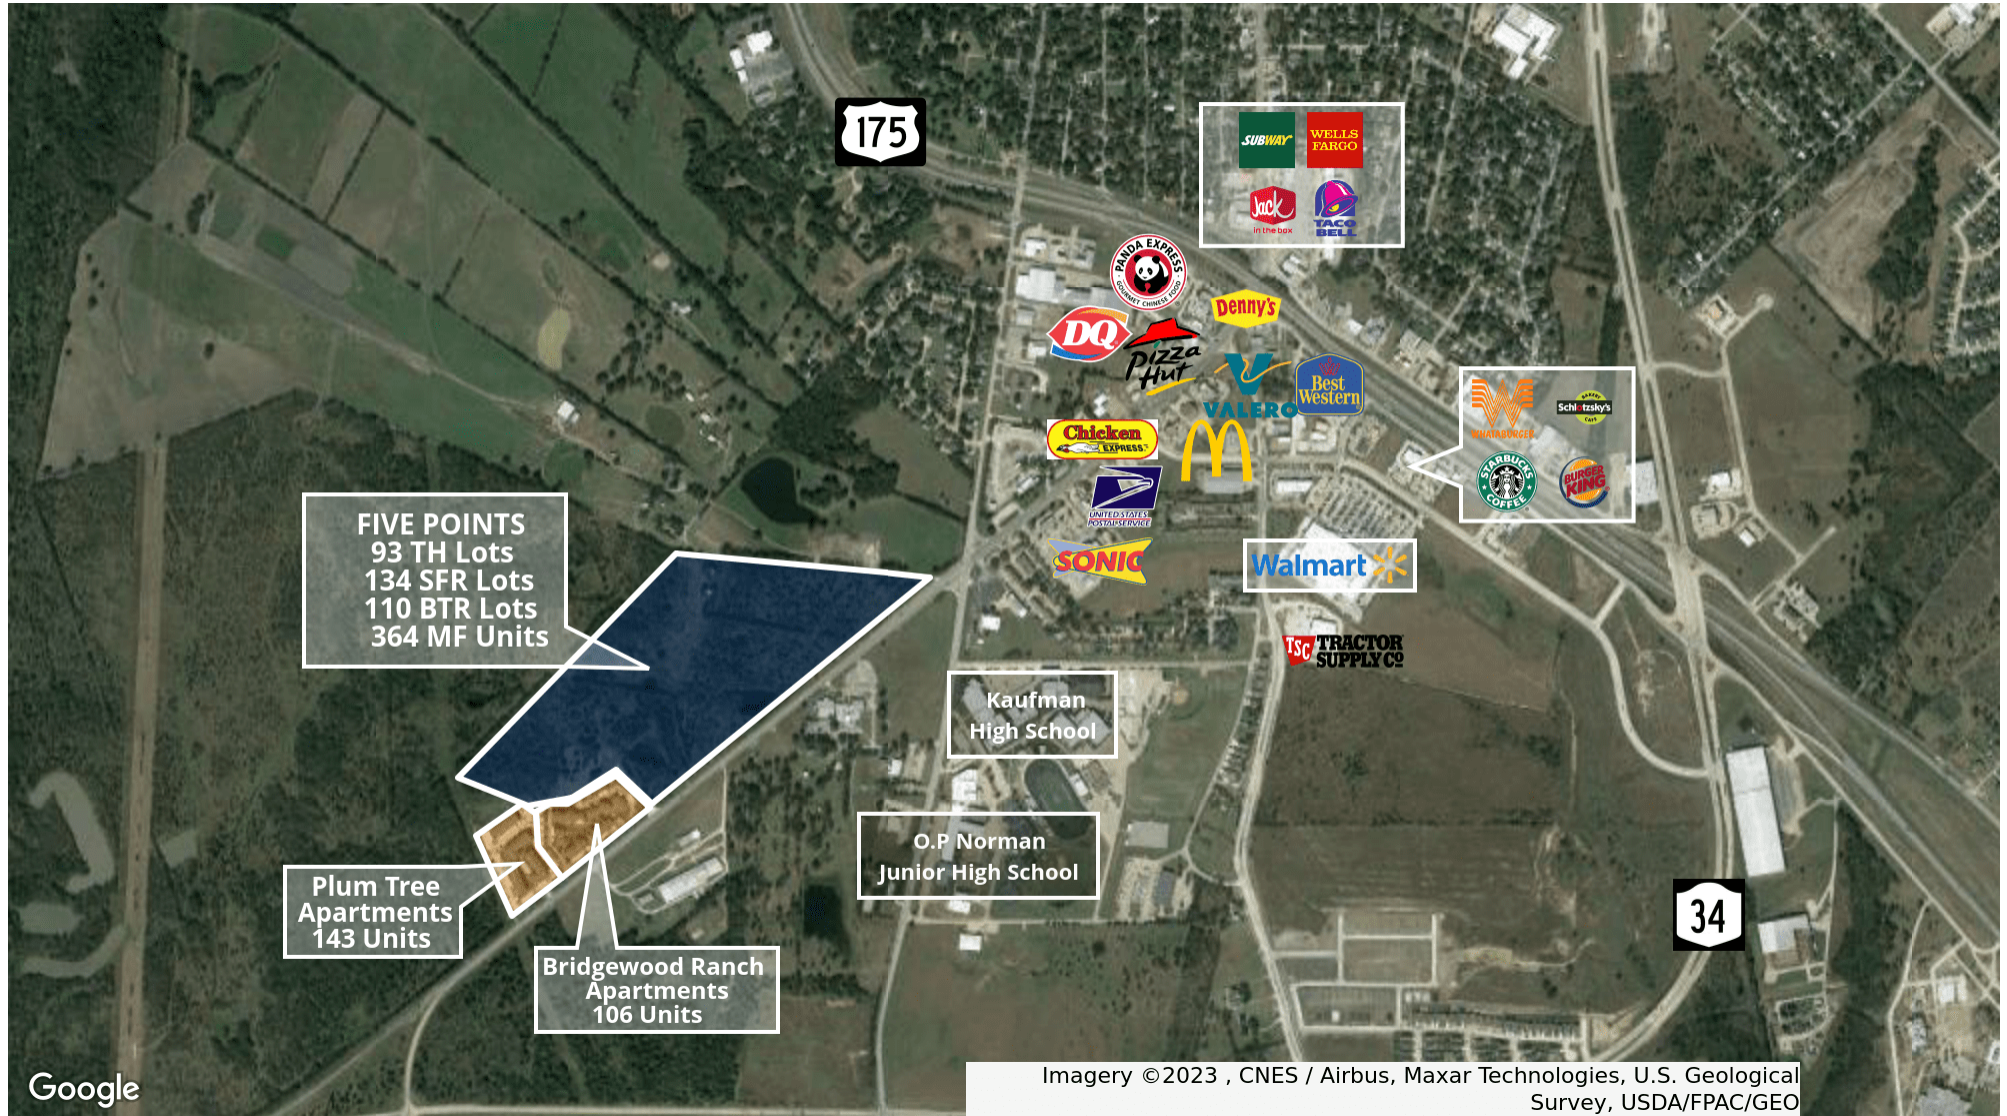 175
SUBWAY
WELLS
FARGO
Jack
in the box
TACO
BELL
PANDA EXPRESS
GOURMET CHINESE FOOD
Denny's
DQ
Pizza
Hut
VALERO
Best
Western
WHATABURGER
BAKERY
Schlotzsky's
CAFE
STARBUCKS
COFFEE
BURGER
KING
Chicken
EXPRESS
UNITED STATES
POSTAL SERVICE
SONIC
Walmart
TSC
TRACTOR
SUPPLY CO
FIVE POINTS
93 TH Lots
134 SFR Lots
110 BTR Lots
364 MF Units
Kaufman
High School
O.P Norman
Junior High School
Plum Tree
Apartments
143 Units
Bridgewood Ranch
Apartments
106 Units
34
Google
Imagery ©2023 , CNES / Airbus, Maxar Technologies, U.S. Geological
Survey, USDA/FPAC/GEO